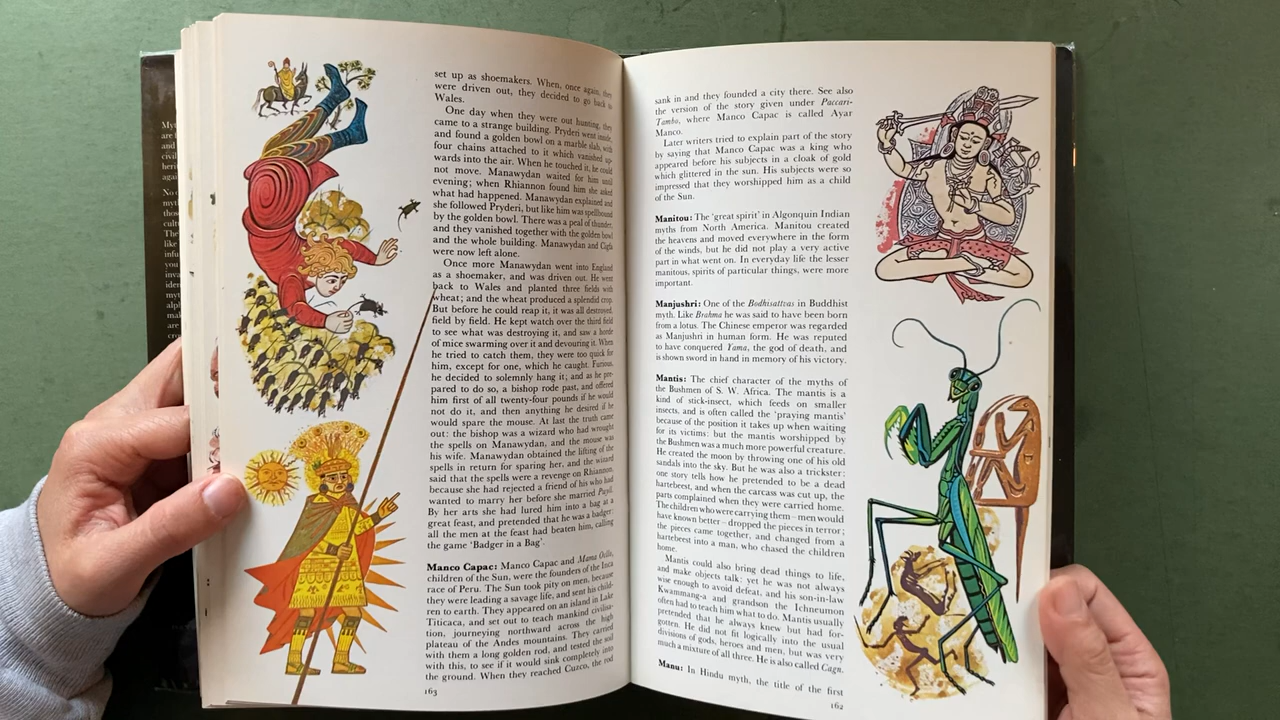 set up as shoemakers. When, once again, they
were driven out, they decided to go back to
Wales.
One day when they were out hunting, they
came to a strange building. Pryderi went inside,
and found a golden bowl on a marble slab, with
four chains attached to it which vanished up-
wards into the air. When he touched it, he could
not move. Manawydan waited for him until
evening; when Rhiannon found him she asked
what had happened. Manawydan explained and
she followed Pryderi, but like him was spellbound
by the golden bowl. There was a peal of thunder,
and they vanished together with the golden bowl
and the whole building. Manawydan and Cigfa
were now left alone.
Once more Manawydan went into England
as a shoemaker, and was driven out. He went
back to Wales and planted three fields with
wheat; and the wheat produced a splendid crop.
But before he could reap it, it was all destroyed,
field by field. He kept watch over the third field
to see what was destroying it, and saw a horde
of mice swarming over it and devouring it. When
he tried to catch them, they were too quick for
him, except for one, which he caught. Furious,
he decided to solemnly hang it; and as he pre-
pared to do so, a bishop rode past, and offered
him first of all twenty-four pounds if he would
not do it, and then anything he desired if he
would spare the mouse. At last the truth came
out: the bishop was a wizard who had wrought
the spells on Manawydan, and the mouse was
his wife. Manawydan obtained the lifting of the
spells in return for sparing her, and the wizard
said that the spells were a revenge on Rhiannon,
because she had rejected a friend of his who had
wanted to marry her before she married Pwyl.
By her arts she had lured him into a bag at a
great feast, and pretended that he was a badger:
all the men at the feast had beaten him, calling
the game 'Badger in a Bag'.
Manco Capac: Manco Capac and Mama Ocllo,
children of the Sun, were the founders of the Inca
race of Peru. The Sun took pity on men, because
they were leading a savage life, and sent his child-
ren to earth. They appeared on an island in Lake
Titicaca, and set out to teach mankind civilisa-
tion, journeying northward across the high
plateau of the Andes mountains. They carried
with them a long golden rod, and tested the soil
with this, to see if it would sink completely into
the ground. When they reached Cuzco, the rod
163
sank in and they founded a city there. See also
the version of the story given under Paccari-
Tambo, where Manco Capac is called Ayar
Manco.
Later writers tried to explain part of the story
by saying that Manco Capac was a king who
appeared before his subjects in a cloak of gold
which glittered in the sun. His subjects were so
impressed that they worshipped him as a child
of the Sun.
Manitou: The 'great spirit' in Algonquin Indian
myths from North America. Manitou created
the heavens and moved everywhere in the form
of the winds, but he did not play a very active
part in what went on. In everyday life the lesser
manitous, spirits of particular things, were more
important.
Manjushri: One of the Bodhisattvas in Buddhist
myth. Like Brahma he was said to have been born
from a lotus. The Chinese emperor was regarded
as Manjushri in human form. He was reputed
to have conquered Yama, the god of death, and
is shown sword in hand in memory of his victory.
Mantis: The chief character of the myths of
the Bushmen of S. W. Africa. The mantis is a
kind of stick-insect, which feeds on smaller
insects, and is often called the 'praying mantis'
because of the position it takes up when waiting
for its victims: but the mantis worshipped by
the Bushmen was a much more powerful creature.
He created the moon by throwing one of his old
sandals into the sky. But he was also a trickster:
one story tells how he pretended to be a dead
hartebeest, and when the carcass was cut up, the
parts complained when they were carried home.
The children who were carrying them – men would
have known better – dropped the pieces in terror;
the pieces came together, and changed from a
hartebeest into a man, who chased the children
home.
Mantis could also bring dead things to life,
and make objects talk: yet he was not always
wise enough to avoid defeat, and his son-in-law
Kwammang-a and grandson the Ichneumon
often had to teach him what to do. Mantis usually
pretended that he always knew but had for-
gotten. He did not fit logically into the usual
divisions of gods, heroes and men, but was very
much a mixture of all three. He is also called Cagn.
Manu: In Hindu myth, the title of the first
162